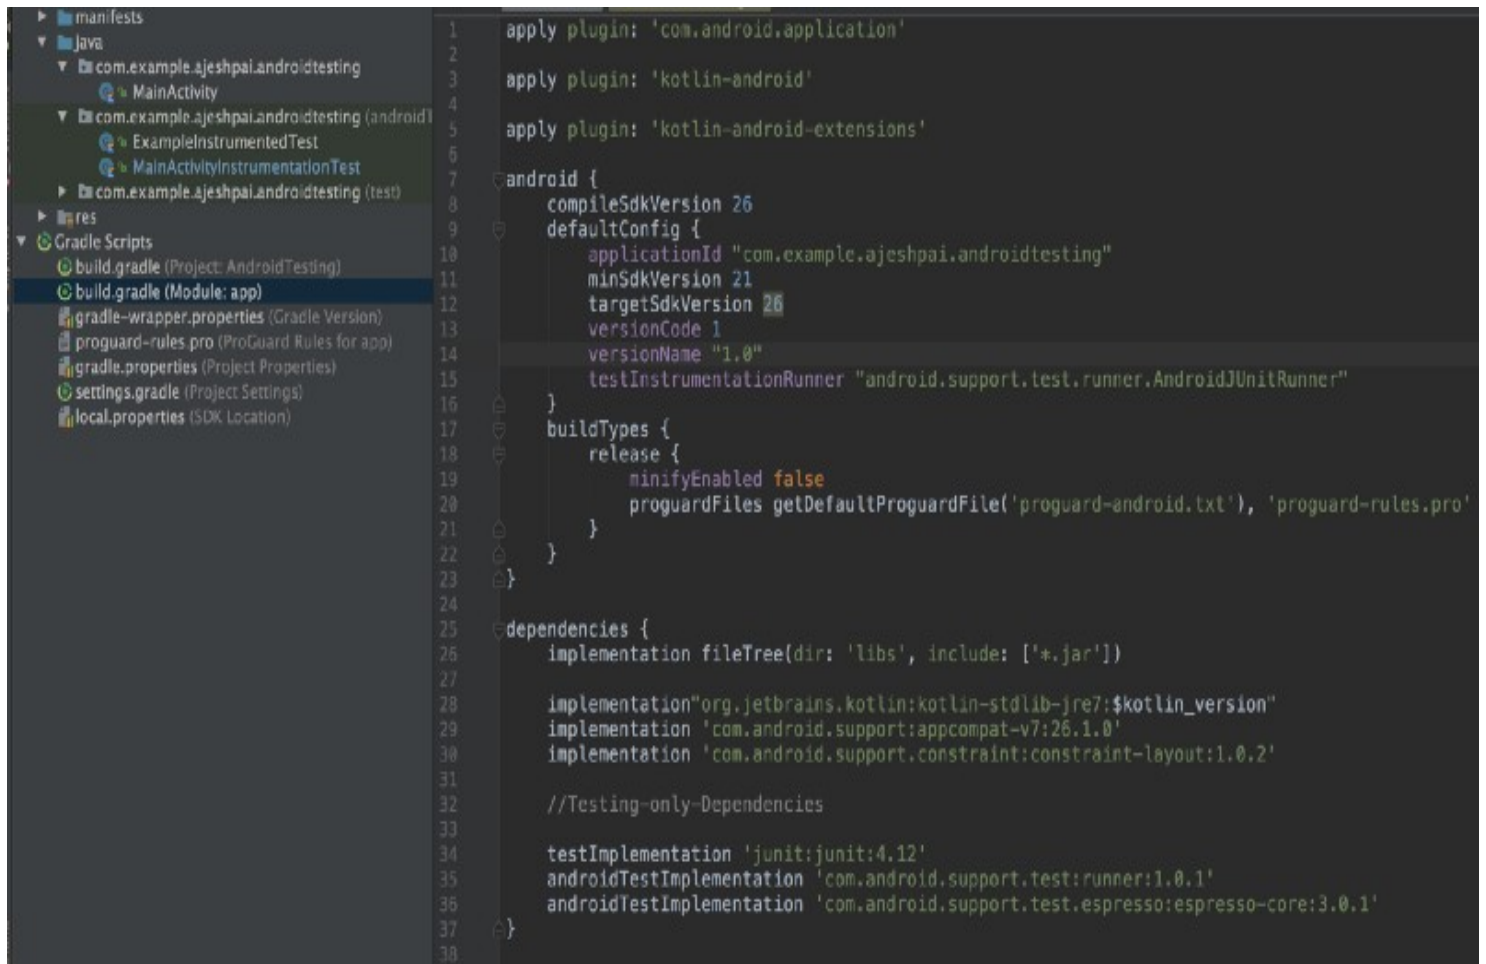 manifests
java
com.example.ajeshpai.androidtesting
MainActivity
com.example.ajeshpai.androidtesting (androidT
ExampleInstrumentedTest
MainActivityInstrumentationTest
com.example.ajeshpai.androidtesting (test)
res
Gradle Scripts
build.gradle (Project: AndroidTesting)
build.gradle (Module: app)
gradle-wrapper.properties (Gradle Version)
proguard-rules.pro (ProGuard Rules for app)
gradle.properties (Project Properties)
settings.gradle (Project Settings)
local.properties (SDK Location)
1 apply plugin: 'com.android.application'
2
3 apply plugin: 'kotlin-android'
4
5 apply plugin: 'kotlin-android-extensions'
6
7 android {
8 compileSdkVersion 26
9 defaultConfig {
10 applicationId "com.example.ajeshpai.androidtesting"
11 minSdkVersion 21
12 targetSdkVersion 26
13 versionCode 1
14 versionName "1.0"
15 testInstrumentationRunner "android.support.test.runner.AndroidJUnitRunner"
16 }
17 buildTypes {
18 release {
19 minifyEnabled false
20 proguardFiles getDefaultProguardFile('proguard-android.txt'), 'proguard-rules.pro'
21 }
22 }
23 }
24
25 dependencies {
26 implementation fileTree(dir: 'libs', include: ['*.jar'])
27
28 implementation"org.jetbrains.kotlin:kotlin-stdlib-jre7:$kotlin_version"
29 implementation 'com.android.support:appcompat-v7:26.1.0'
30 implementation 'com.android.support.constraint:constraint-layout:1.0.2'
31
32 //Testing-only-Dependencies
33
34 testImplementation 'junit:junit:4.12'
35 androidTestImplementation 'com.android.support.test:runner:1.0.1'
36 androidTestImplementation 'com.android.support.test.espresso:espresso-core:3.0.1'
37 }
38